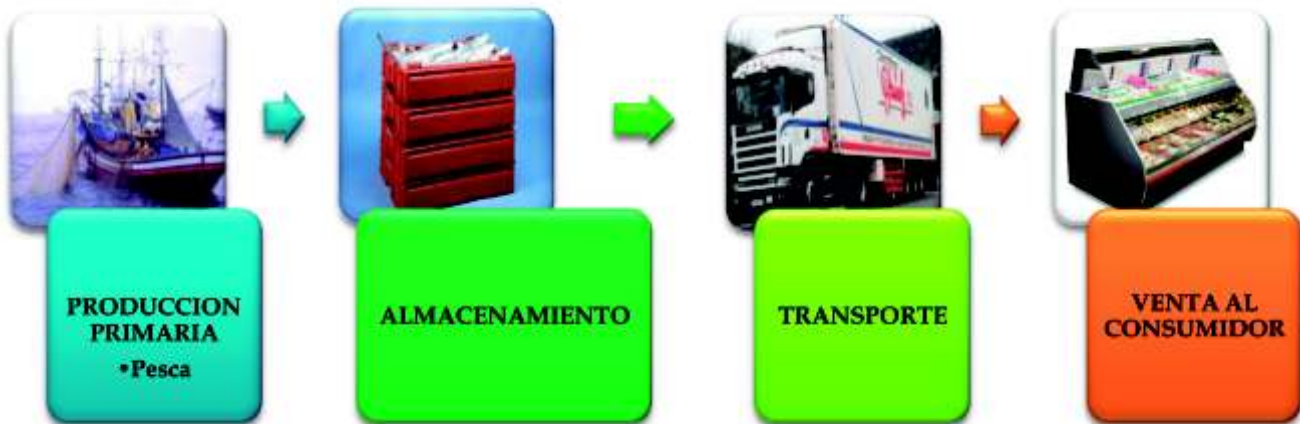 PRODUCCION
PRIMARIA
•Pesca
ALMACENAMIENTO
TRANSPORTE
VENTA AL
CONSUMIDOR